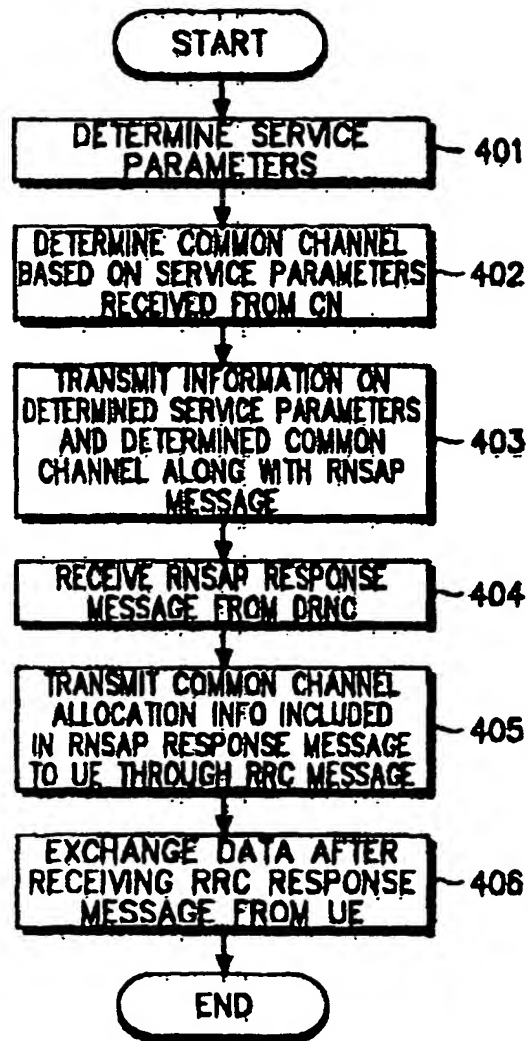 START
DETERMINE SERVICE
PARAMETERS
401
DETERMINE COMMON CHANNEL
BASED ON SERVICE PARAMETERS
RECEIVED FROM CN
402
TRANSMIT INFORMATION ON
DETERMINED SERVICE PARAMETERS
AND DETERMINED COMMON
CHANNEL ALONG WITH RNSAP
MESSAGE
403
RECEIVE RNSAP RESPONSE
MESSAGE FROM DRNC
404
TRANSMIT COMMON CHANNEL
ALLOCATION INFO INCLUDED
IN RNSAP RESPONSE MESSAGE
TO UE THROUGH RRC MESSAGE
405
EXCHANGE DATA AFTER
RECEIVING RRC RESPONSE
MESSAGE FROM UE
406
END